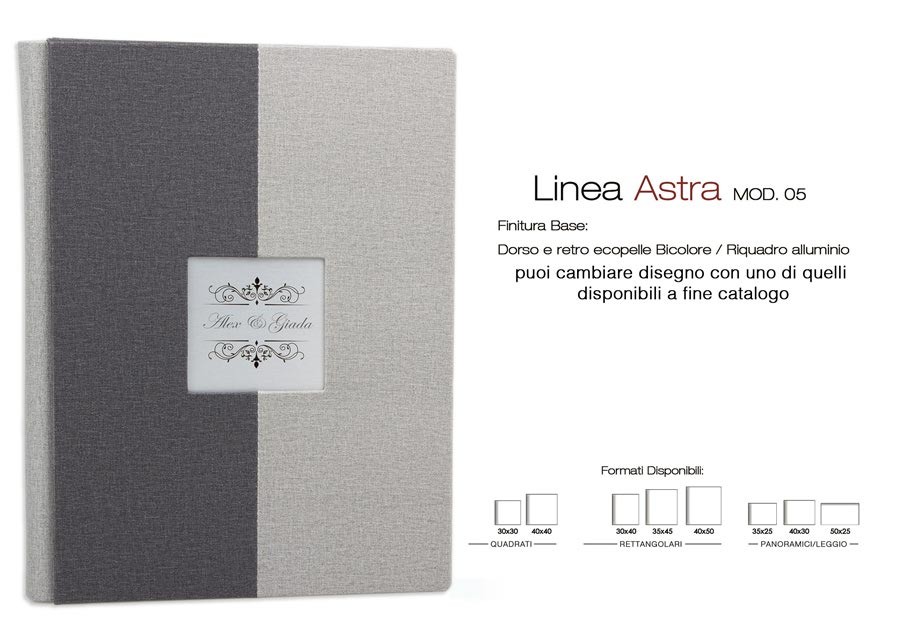 Alex & Giada
Linea Astra MOD. 05
Finitura Base:
Dorso e retro ecopelle Bicolore / Riquadro alluminio
puoi cambiare disegno con uno di quelli
disponibili a fine catalogo
Formati Disponibili:
30x30 40x40 30x40 35x45 40x50 35x25 40x30 50x25
QUADRATI RETTANGOLARI PANORAMICI/LEGGIO